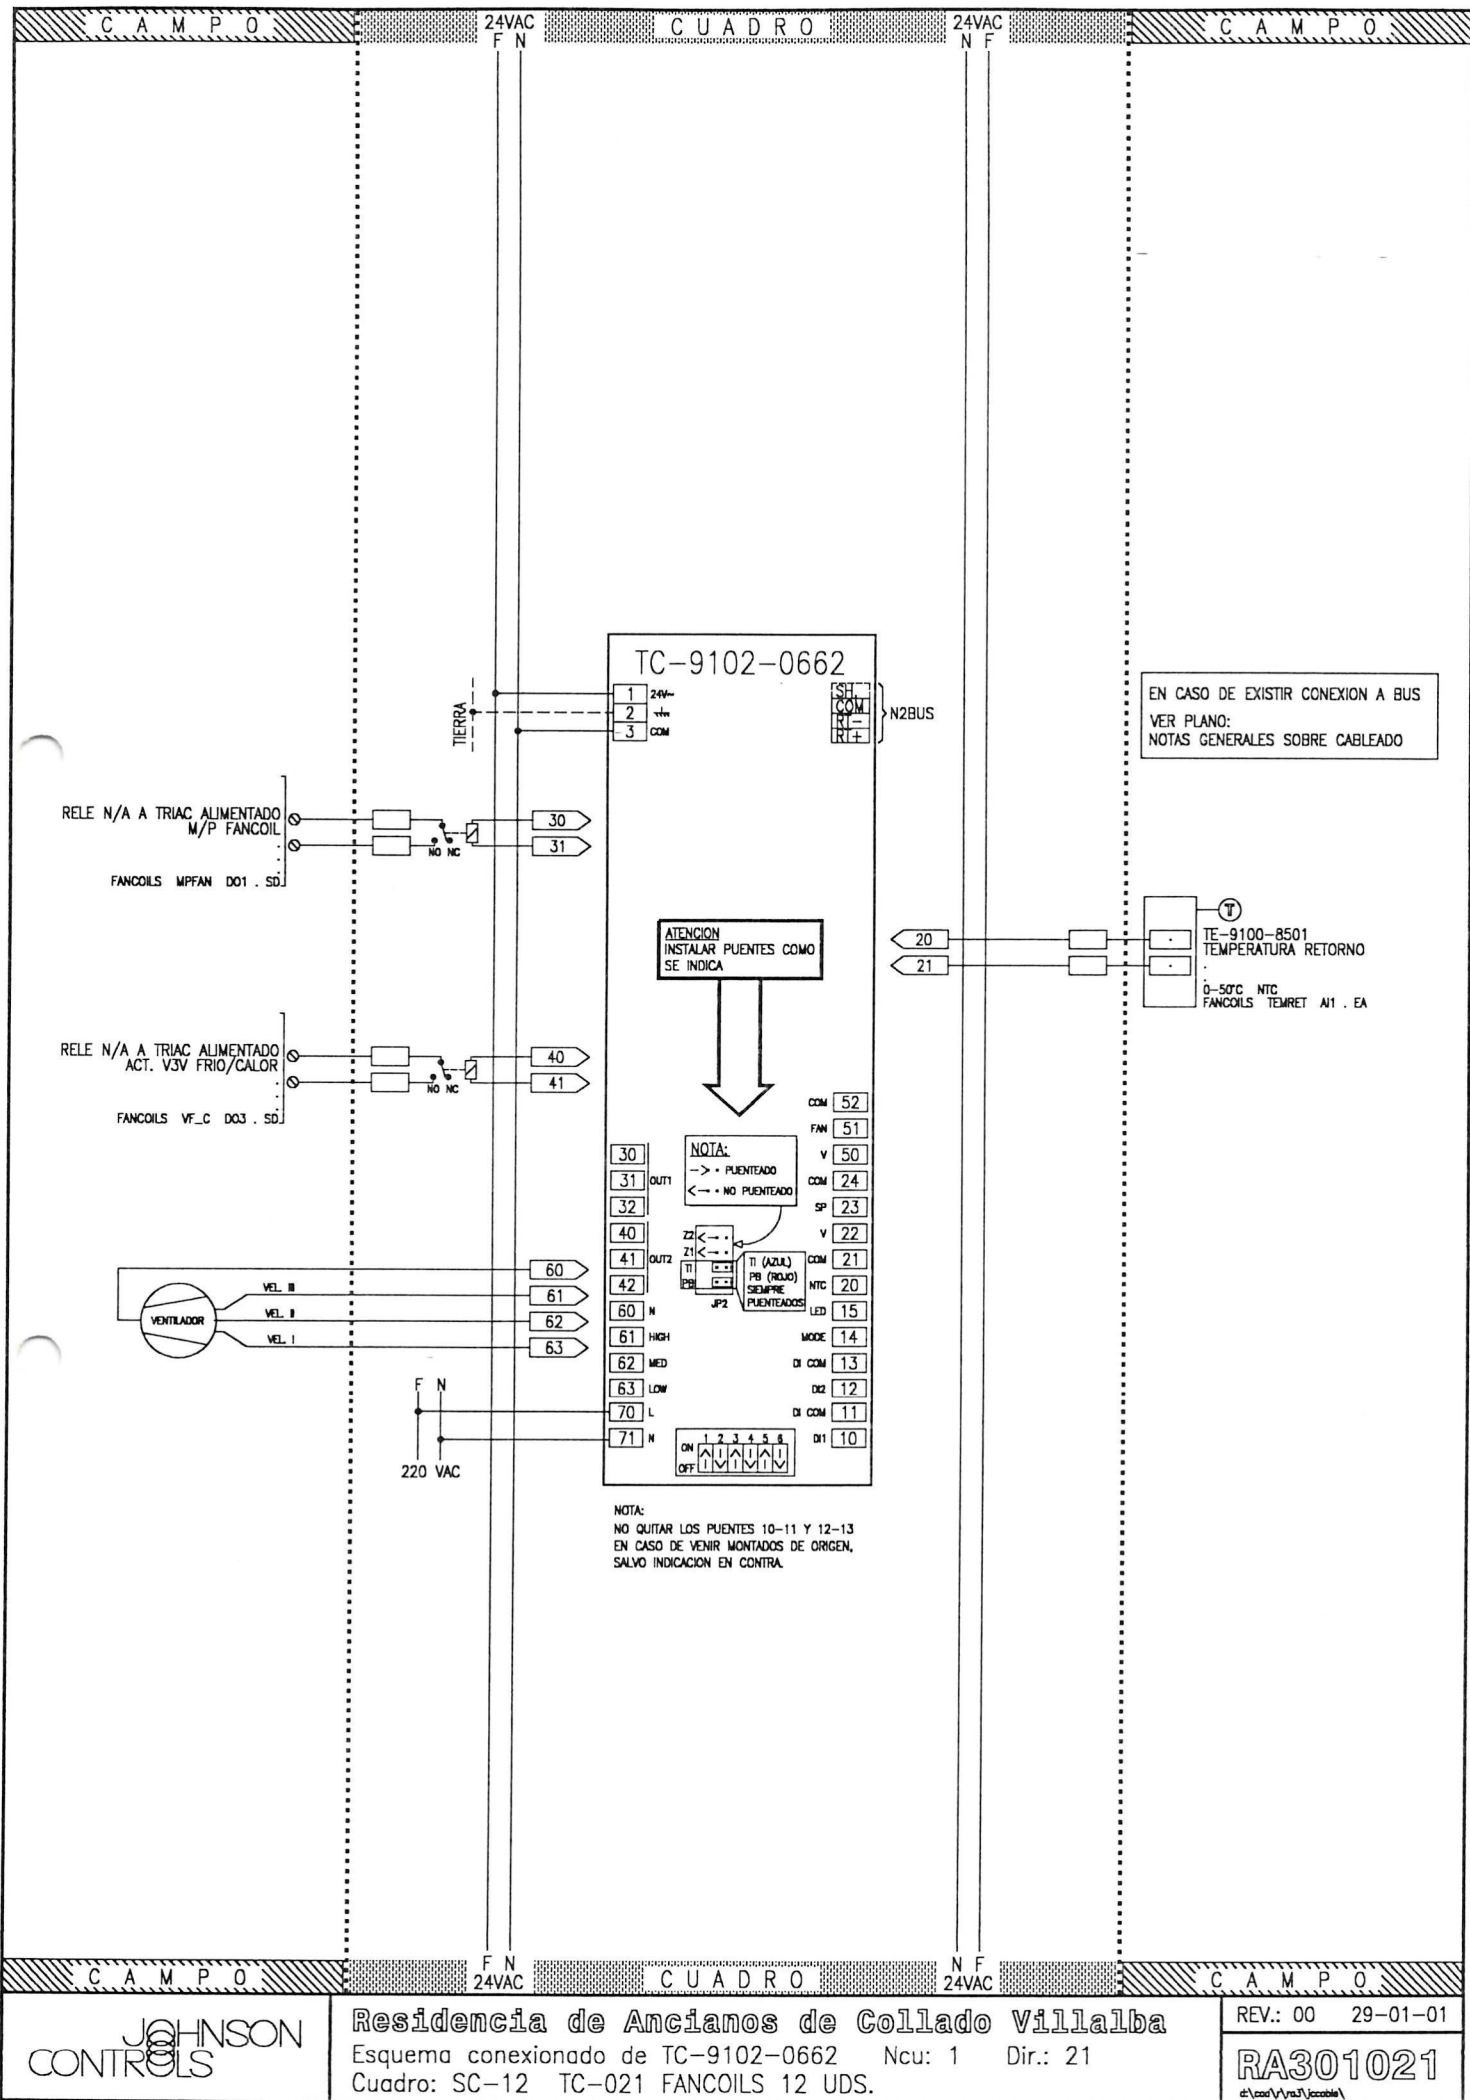 C A M P O
24VAC
F N
C U A D R O
24VAC
N F
C A M P O
TC-9102-0662
1 24V~
2
3 COM
TIERRA
SH
COM
RT-
RT+
N2BUS
EN CASO DE EXISTIR CONEXION A BUS
VER PLANO:
NOTAS GENERALES SOBRE CABLEADO
RELE N/A A TRIAC ALIMENTADO
M/P FANCOIL
.
.
FANCOILS MPFAN DO1 . SD
NO NC
30
31
ATENCION
INSTALAR PUENTES COMO
SE INDICA
20
21
T
TE-9100-8501
TEMPERATURA RETORNO
.
.
0-50°C NTC
FANCOILS TEMRET AI1 . EA
RELE N/A A TRIAC ALIMENTADO
ACT. V3V FRIO/CALOR
.
.
FANCOILS VF_C DO3 . SD
NO NC
40
41
COM 52
FAN 51
V 50
COM 24
SP 23
V 22
COM 21
NTC 20
LED 15
MODE 14
DI COM 13
DI2 12
DI COM 11
DI1 10
30
31 OUT1
32
40
41 OUT2
42
60 N
61 HIGH
62 MED
63 LOW
70 L
71 N
NOTA:
-> • PUENTEADO
<- • NO PUENTEADO
Z2
Z1
TI
PB
JP2
TI (AZUL)
PB (ROJO)
SIEMPRE
PUENTEADOS
60
61
62
63
VENTILADOR
VEL III
VEL II
VEL I
F N
220 VAC
1 2 3 4 5 6
ON
OFF
NOTA:
NO QUITAR LOS PUENTES 10-11 Y 12-13
EN CASO DE VENIR MONTADOS DE ORIGEN,
SALVO INDICACION EN CONTRA.
C A M P O
F N
24VAC
C U A D R O
N F
24VAC
C A M P O
JOHNSON
CONTROLS
Residencia de Ancianos de Collado Villalba
Esquema conexionado de TC-9102-0662 Ncu: 1 Dir.: 21
Cuadro: SC-12 TC-021 FANCOILS 12 UDS.
REV.: 00 29-01-01
RA301021